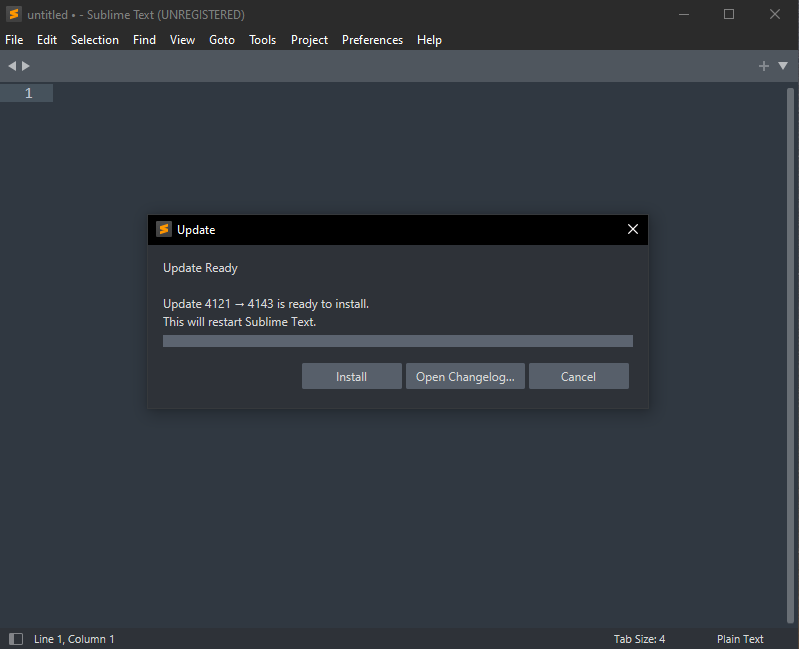 untitled • - Sublime Text (UNREGISTERED)
File Edit Selection Find View Goto Tools Project Preferences Help
1
Update
Update Ready
Update 4121 → 4143 is ready to install.
This will restart Sublime Text.
Install Open Changelog... Cancel
Line 1, Column 1 Tab Size: 4 Plain Text